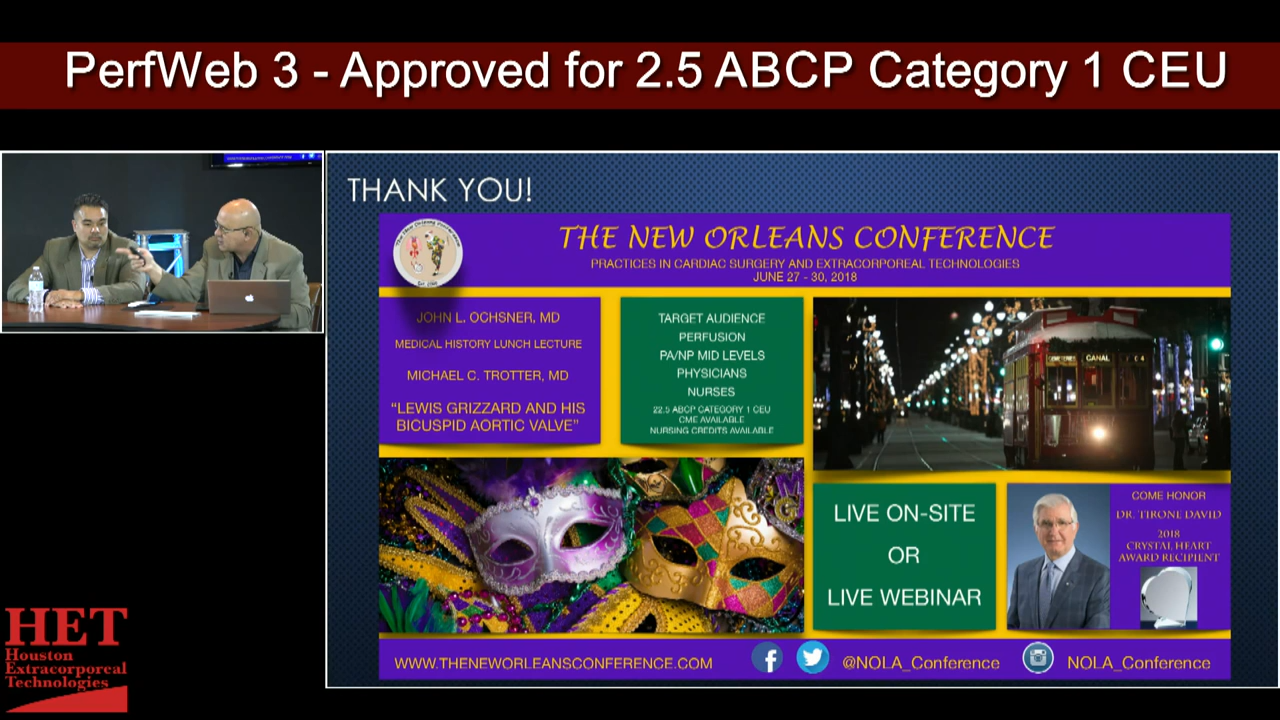 PerfWeb 3 - Approved for 2.5 ABCP Category 1 CEU
THANK YOU!
THE NEW ORLEANS CONFERENCE
PRACTICES IN CARDIAC SURGERY AND EXTRACORPOREAL TECHNOLOGIES
JUNE 27 - 30, 2018
JOHN L. OCHSNER, MD
MEDICAL HISTORY LUNCH LECTURE
MICHAEL C. TROTTER, MD
“LEWIS GRIZZARD AND HIS
BICUSPID AORTIC VALVE”
TARGET AUDIENCE
PERFUSION
PA/NP MID LEVELS
PHYSICIANS
NURSES
22.5 ABCP CATEGORY 1 CEU
CME AVAILABLE
NURSING CREDITS AVAILABLE
CANAL
LIVE ON-SITE
OR
LIVE WEBINAR
COME HONOR
DR. TIRONE DAVID
2018
CRYSTAL HEART
AWARD RECIPIENT
WWW.THENEWORLEANSCONFERENCE.COM
@NOLA_Conference
NOLA_Conference
HET
Houston
Extracorporeal
Technologies